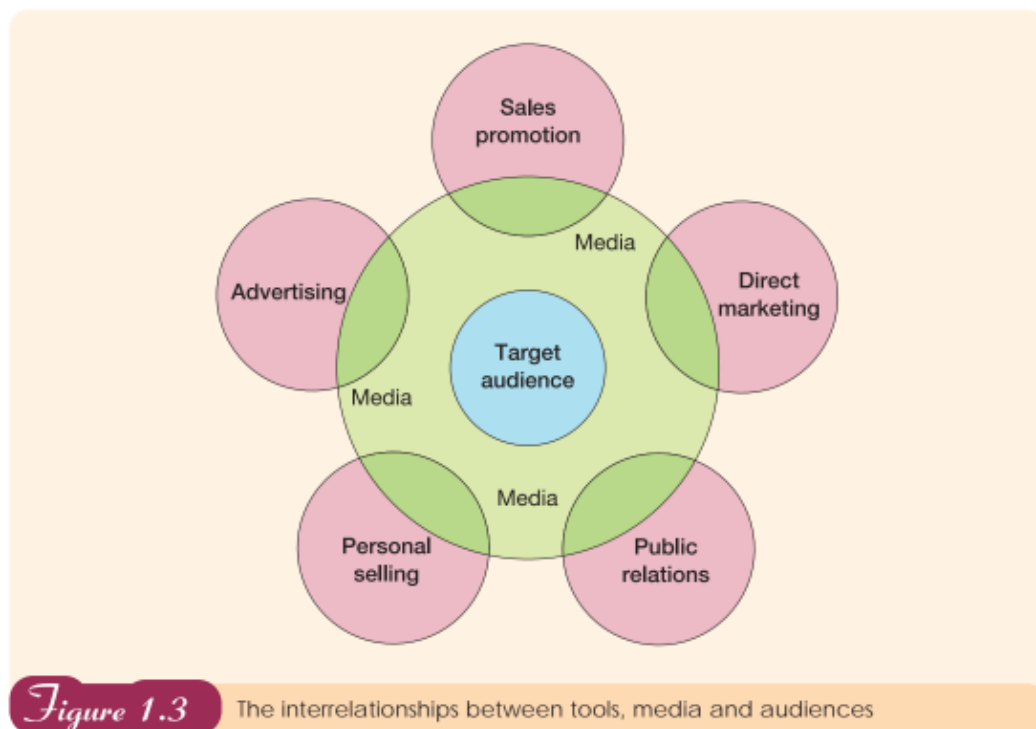 Sales
promotion
Media
Advertising
Direct
marketing
Target
audience
Media
Media
Personal
selling
Public
relations
Figure 1.3 The interrelationships between tools, media and audiences